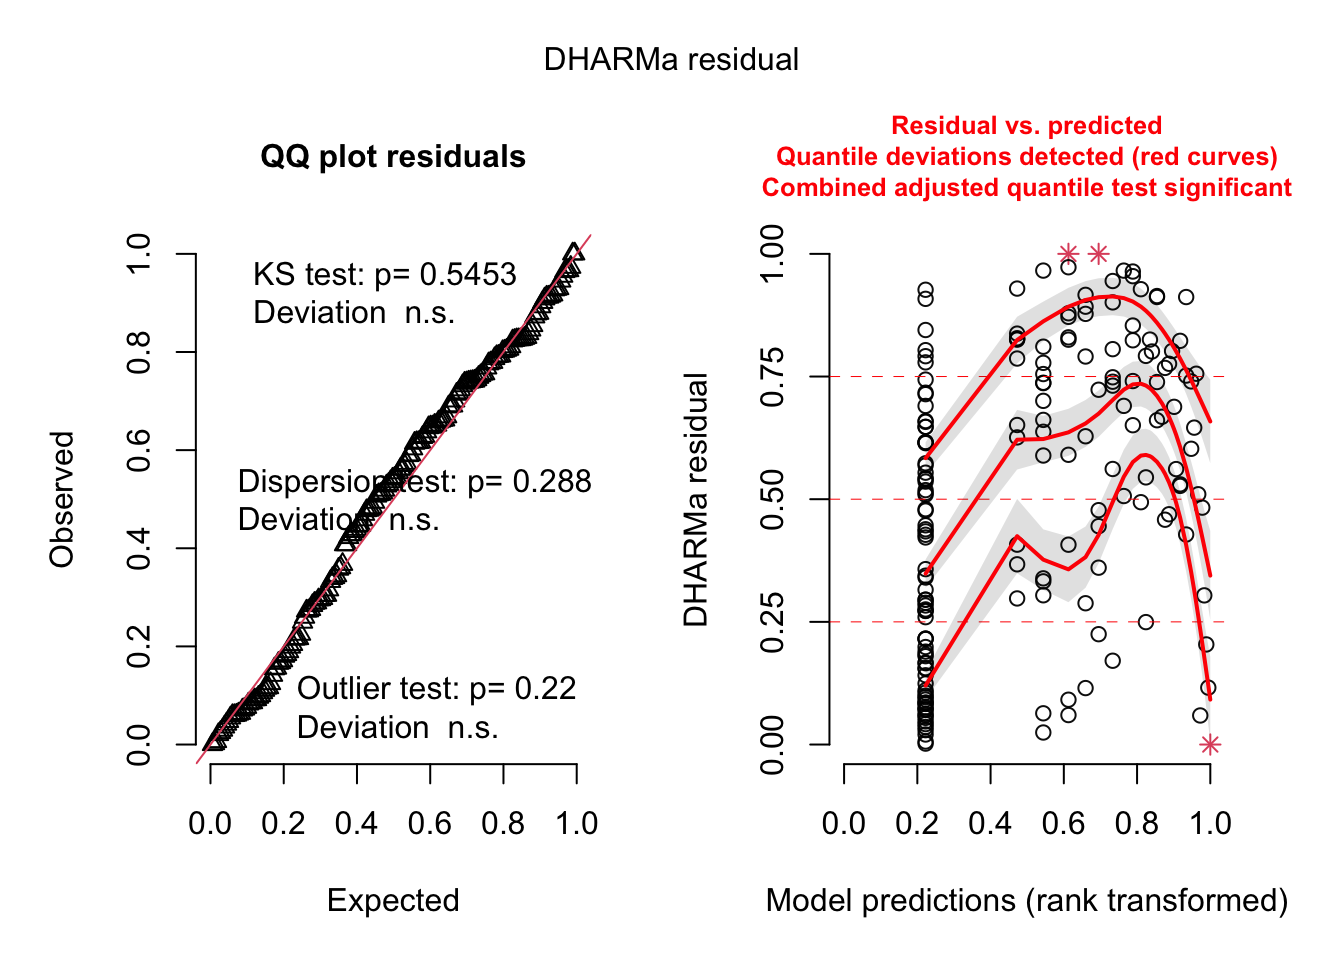 DHARMa residual
QQ plot residuals
KS test: p= 0.5453
Deviation  n.s.
Dispersion test: p= 0.288
Deviation  n.s.
Outlier test: p= 0.22
Deviation  n.s.
Observed
0.0
0.2
0.4
0.6
0.8
1.0
0.0 0.2 0.4 0.6 0.8 1.0
Expected
Residual vs. predicted
Quantile deviations detected (red curves)
Combined adjusted quantile test significant
DHARMa residual
0.00
0.25
0.50
0.75
1.00
0.0 0.2 0.4 0.6 0.8 1.0
Model predictions (rank transformed)